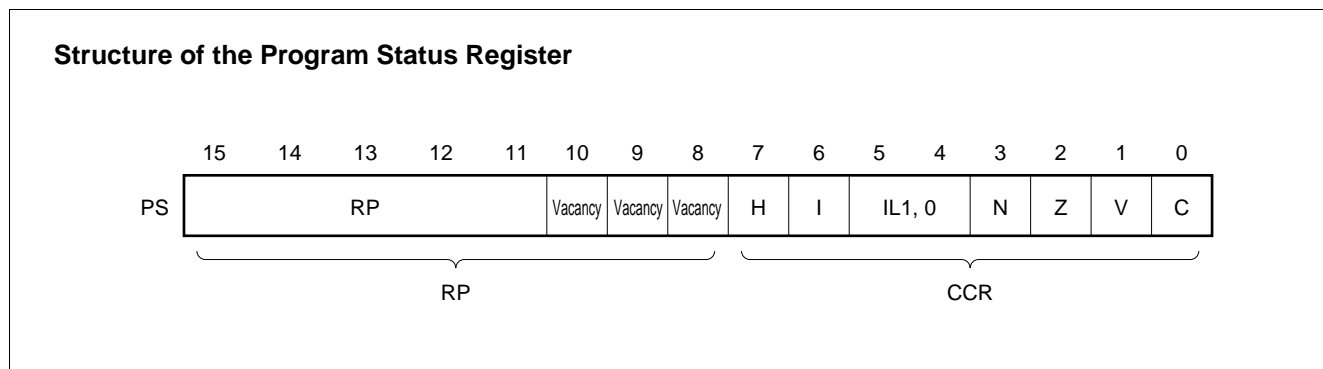 Structure of the Program Status Register
15 14 13 12 11 10 9 8 7 6 5 4 3 2 1 0
PS RP Vacancy Vacancy Vacancy H I IL1, 0 N Z V C
RP CCR